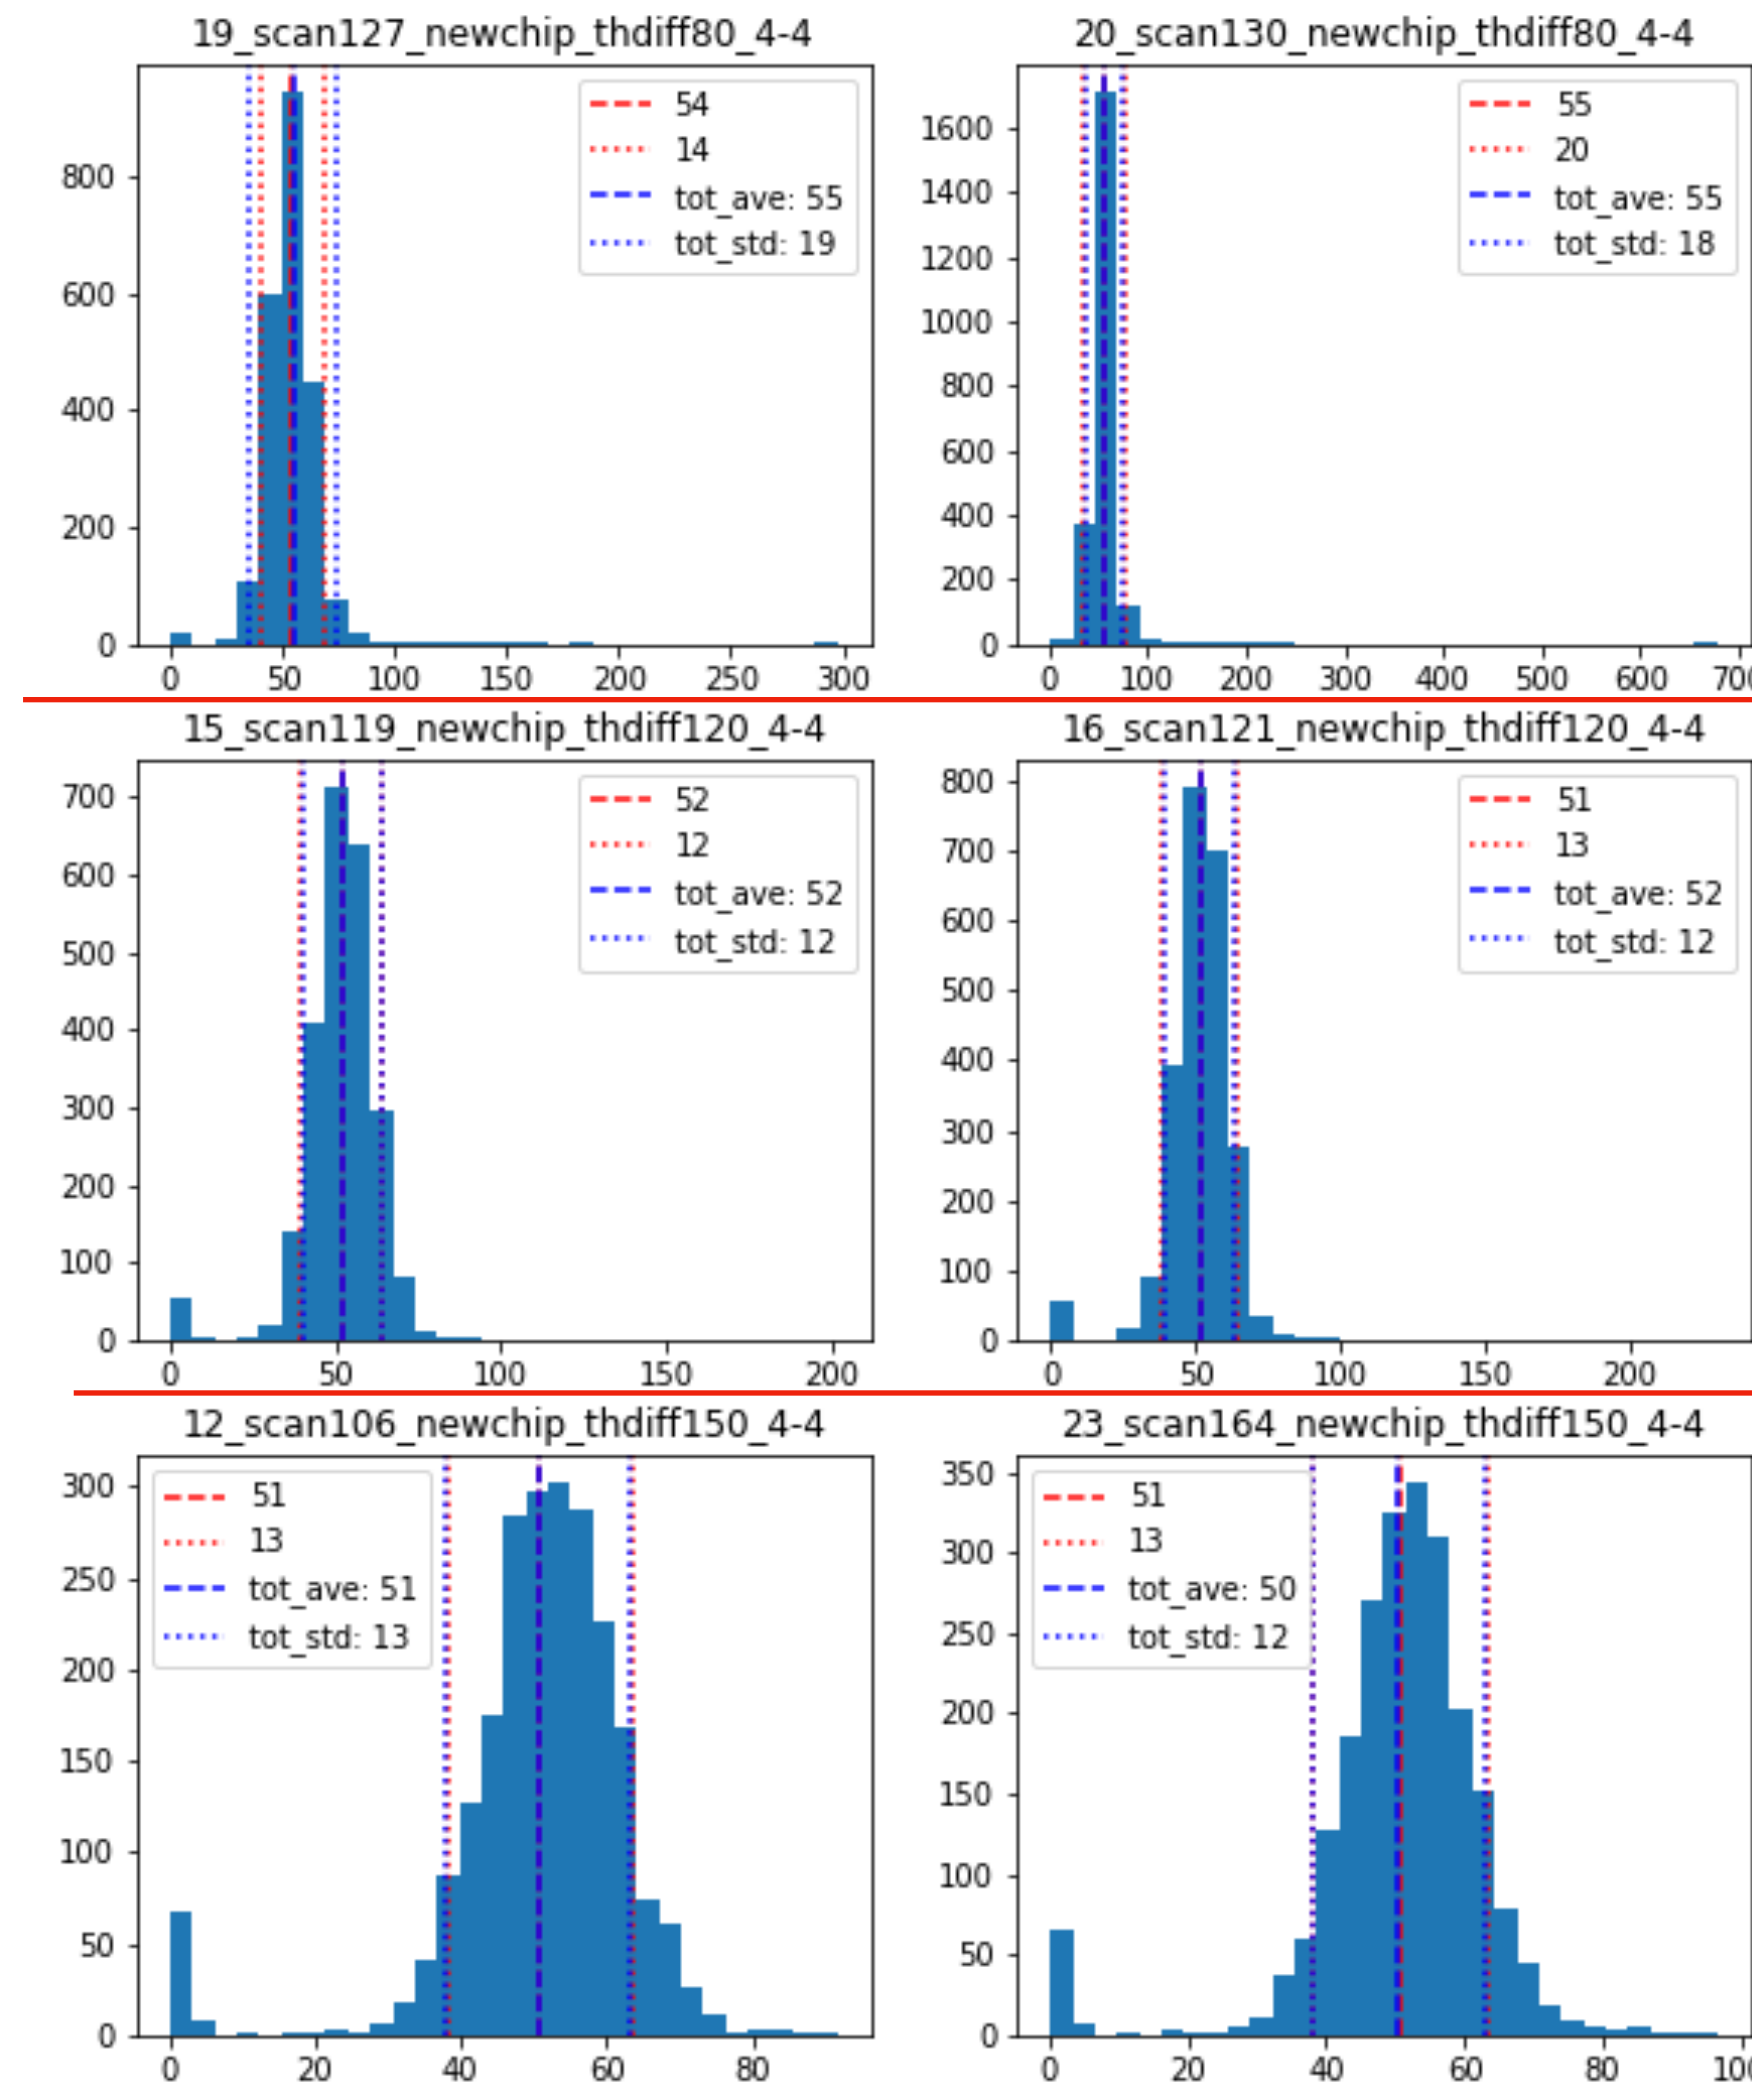 19_scan127_newchip_thdiff80_4-4
54
14
tot_ave: 55
tot_std: 19
800
600
400
200
0
0 50 100 150 200 250 300
20_scan130_newchip_thdiff80_4-4
55
20
tot_ave: 55
tot_std: 18
1600
1400
1200
1000
800
600
400
200
0
0 100 200 300 400 500 600 700
15_scan119_newchip_thdiff120_4-4
52
12
tot_ave: 52
tot_std: 12
700
600
500
400
300
200
100
0
0 50 100 150 200
16_scan121_newchip_thdiff120_4-4
51
13
tot_ave: 52
tot_std: 12
800
700
600
500
400
300
200
100
0
0 50 100 150 200
12_scan106_newchip_thdiff150_4-4
51
13
tot_ave: 51
tot_std: 13
300
250
200
150
100
50
0
0 20 40 60 80
23_scan164_newchip_thdiff150_4-4
51
13
tot_ave: 50
tot_std: 12
350
300
250
200
150
100
50
0
0 20 40 60 80 100